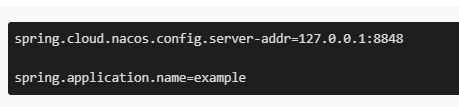 spring.cloud.nacos.config.server-addr=127.0.0.1:8848
spring.application.name=example